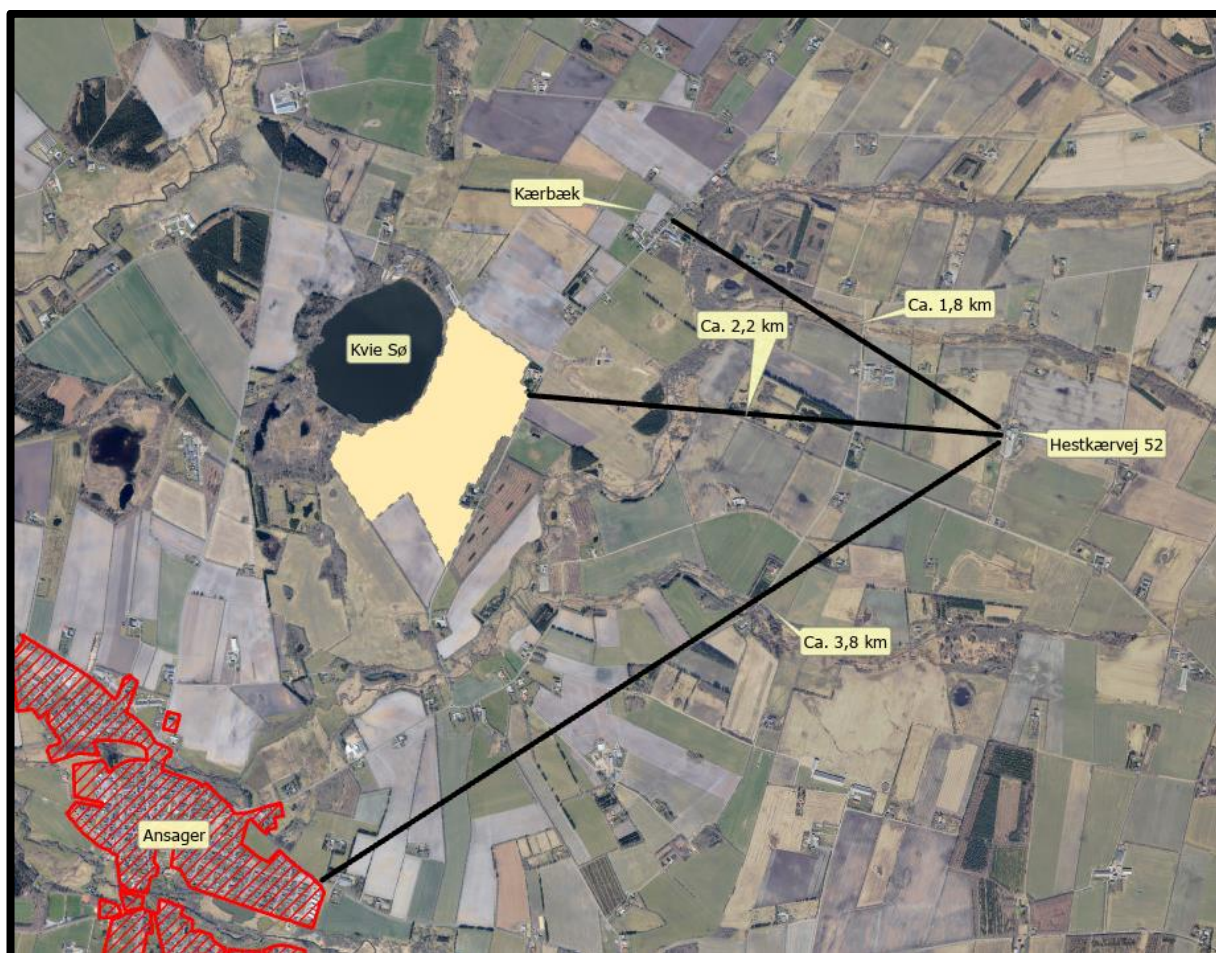 Kærbæk
Ca. 1,8 km
Ca. 2,2 km
Kvie Sø
Hestkærvej 52
Ca. 3,8 km
Ansager